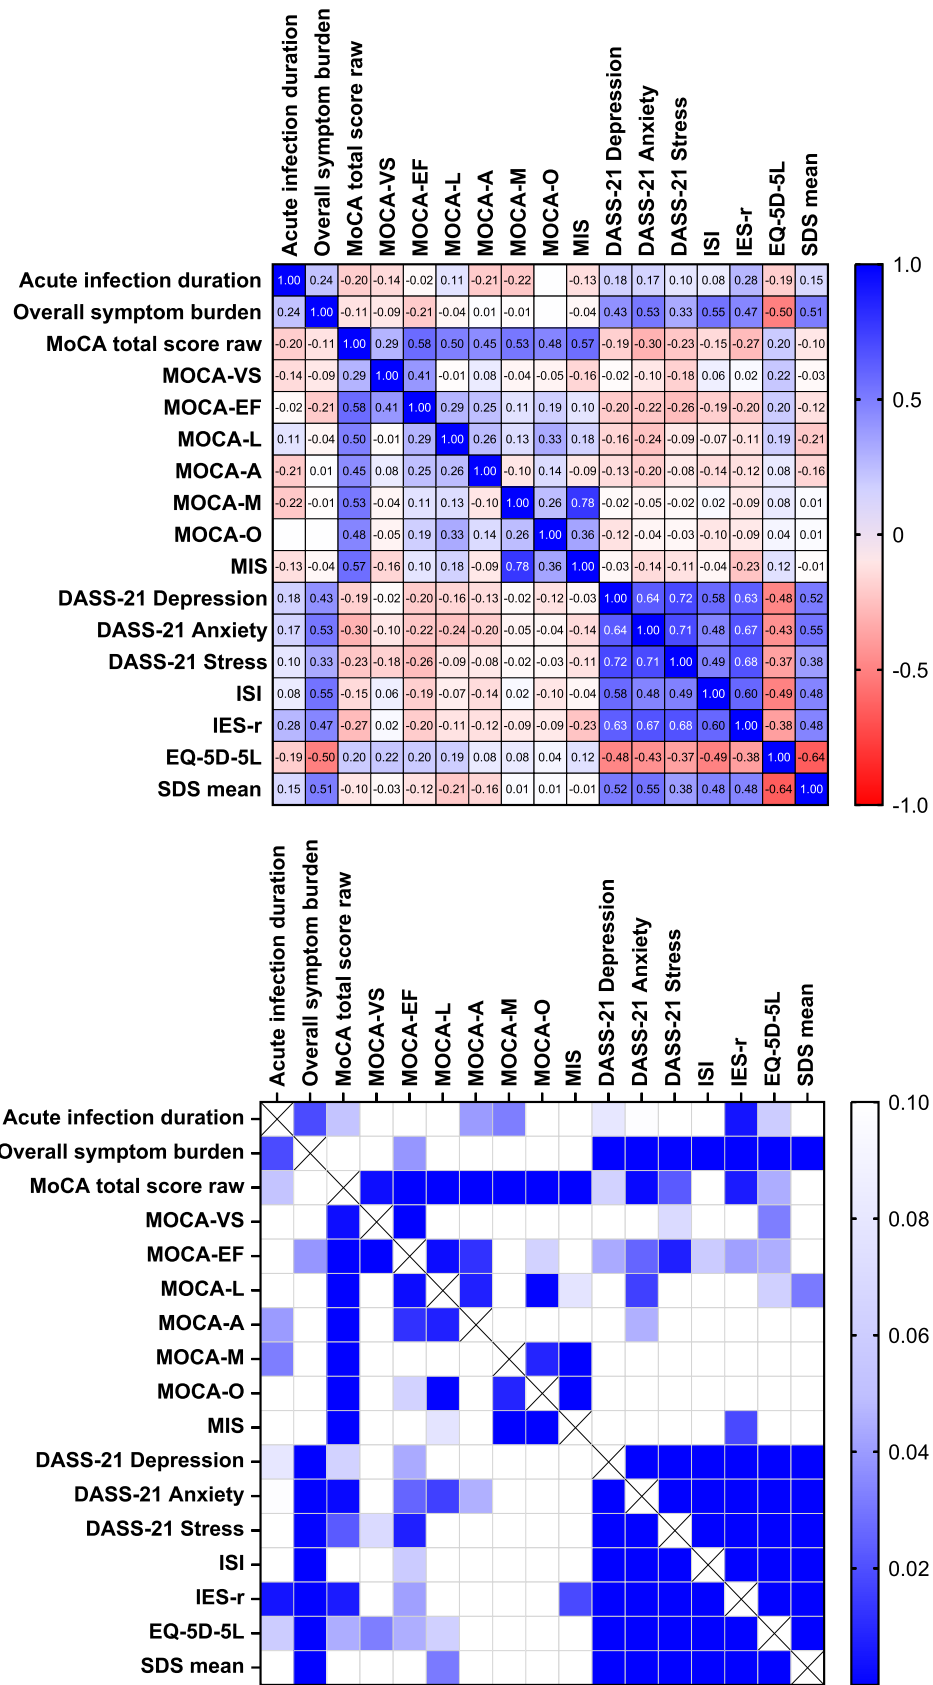 Acute infection duration
Overall symptom burden
MoCA total score raw
MOCA-VS
MOCA-EF
MOCA-L
MOCA-A
MOCA-M
MOCA-O
MIS
DASS-21 Depression
DASS-21 Anxiety
DASS-21 Stress
ISI
IES-r
EQ-5D-5L
SDS mean
Acute infection duration 1.00 0.24 -0.20 -0.14 -0.02 0.11 -0.21 -0.22 -0.13 0.18 0.17 0.10 0.08 0.28 -0.19 0.15
Overall symptom burden 0.24 1.00 -0.11 -0.09 -0.21 -0.04 0.01 -0.01 -0.04 0.43 0.53 0.33 0.55 0.47 -0.50 0.51
MoCA total score raw -0.20 -0.11 1.00 0.29 0.58 0.50 0.45 0.53 0.48 0.57 -0.19 -0.30 -0.23 -0.15 -0.27 0.20 -0.10
MOCA-VS -0.14 -0.09 0.29 1.00 0.41 -0.01 0.08 -0.04 -0.05 -0.16 -0.02 -0.10 -0.18 0.06 0.02 0.22 -0.03
MOCA-EF -0.02 -0.21 0.58 0.41 1.00 0.29 0.25 0.11 0.19 0.10 -0.20 -0.22 -0.26 -0.19 -0.20 0.20 -0.12
MOCA-L 0.11 -0.04 0.50 -0.01 0.29 1.00 0.26 0.13 0.33 0.18 -0.16 -0.24 -0.09 -0.07 -0.11 0.19 -0.21
MOCA-A -0.21 0.01 0.45 0.08 0.25 0.26 1.00 -0.10 0.14 -0.09 -0.13 -0.20 -0.08 -0.14 -0.12 0.08 -0.16
MOCA-M -0.22 -0.01 0.53 -0.04 0.11 0.13 -0.10 1.00 0.26 0.78 -0.02 -0.05 -0.02 0.02 -0.09 0.08 0.01
MOCA-O 0.48 -0.05 0.19 0.33 0.14 0.26 1.00 0.36 -0.12 -0.04 -0.03 -0.10 -0.09 0.04 0.01
MIS -0.13 -0.04 0.57 -0.16 0.10 0.18 -0.09 0.78 0.36 1.00 -0.03 -0.14 -0.11 -0.04 -0.23 0.12 -0.01
DASS-21 Depression 0.18 0.43 -0.19 -0.02 -0.20 -0.16 -0.13 -0.02 -0.12 -0.03 1.00 0.64 0.72 0.58 0.63 -0.48 0.52
DASS-21 Anxiety 0.17 0.53 -0.30 -0.10 -0.22 -0.24 -0.20 -0.05 -0.04 -0.14 0.64 1.00 0.71 0.48 0.67 -0.43 0.55
DASS-21 Stress 0.10 0.33 -0.23 -0.18 -0.26 -0.09 -0.08 -0.02 -0.03 -0.11 0.72 0.71 1.00 0.49 0.68 -0.37 0.38
ISI 0.08 0.55 -0.15 0.06 -0.19 -0.07 -0.14 0.02 -0.10 -0.04 0.58 0.48 0.49 1.00 0.60 -0.49 0.48
IES-r 0.28 0.47 -0.27 0.02 -0.20 -0.11 -0.12 -0.09 -0.09 -0.23 0.63 0.67 0.68 0.60 1.00 -0.38 0.48
EQ-5D-5L -0.19 -0.50 0.20 0.22 0.20 0.19 0.08 0.08 0.04 0.12 -0.48 -0.43 -0.37 -0.49 -0.38 1.00 -0.64
SDS mean 0.15 0.51 -0.10 -0.03 -0.12 -0.21 -0.16 0.01 0.01 -0.01 0.52 0.55 0.38 0.48 0.48 -0.64 1.00
1.0
0.5
0
-0.5
-1.0
Acute infection duration
Overall symptom burden
MoCA total score raw
MOCA-VS
MOCA-EF
MOCA-L
MOCA-A
MOCA-M
MOCA-O
MIS
DASS-21 Depression
DASS-21 Anxiety
DASS-21 Stress
ISI
IES-r
EQ-5D-5L
SDS mean
Acute infection duration
Overall symptom burden
MoCA total score raw
MOCA-VS
MOCA-EF
MOCA-L
MOCA-A
MOCA-M
MOCA-O
MIS
DASS-21 Depression
DASS-21 Anxiety
DASS-21 Stress
ISI
IES-r
EQ-5D-5L
SDS mean
0.10
0.08
0.06
0.04
0.02